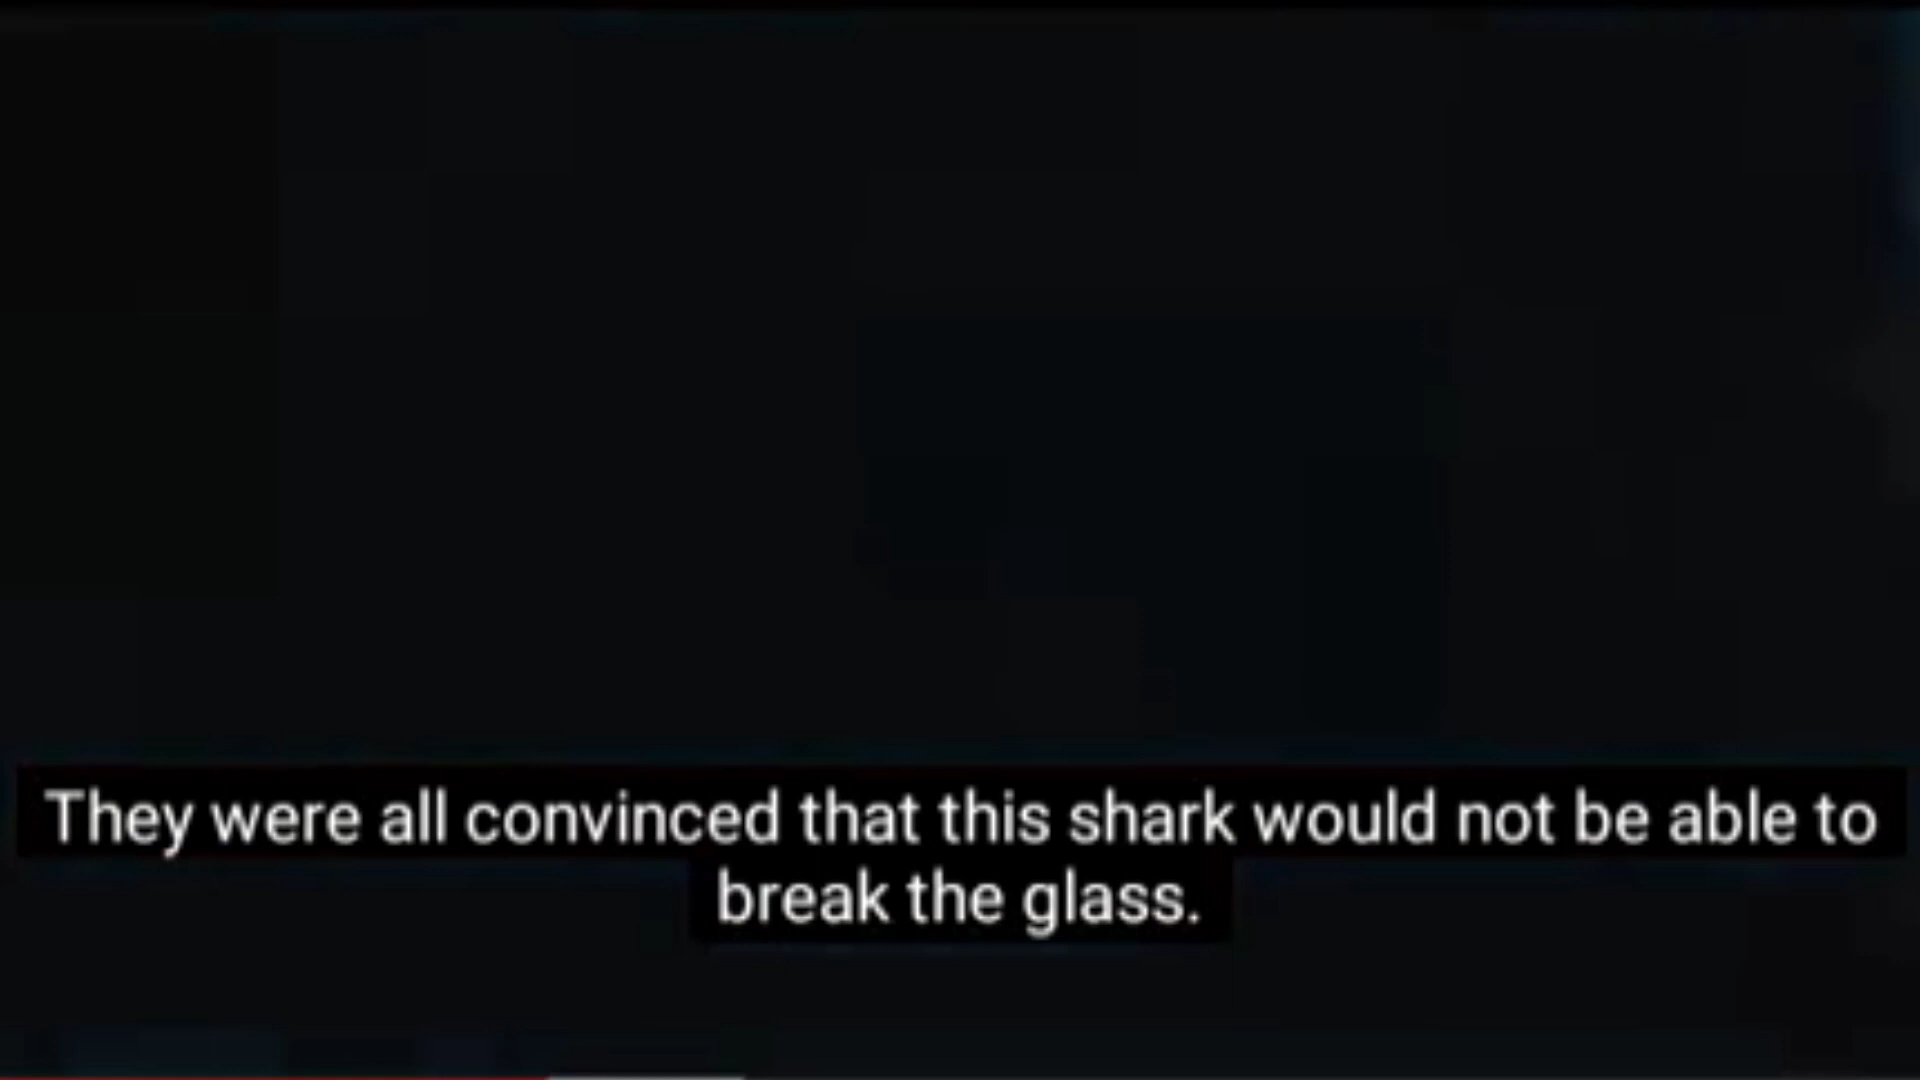 They were all convinced that this shark would not be able to
break the glass.